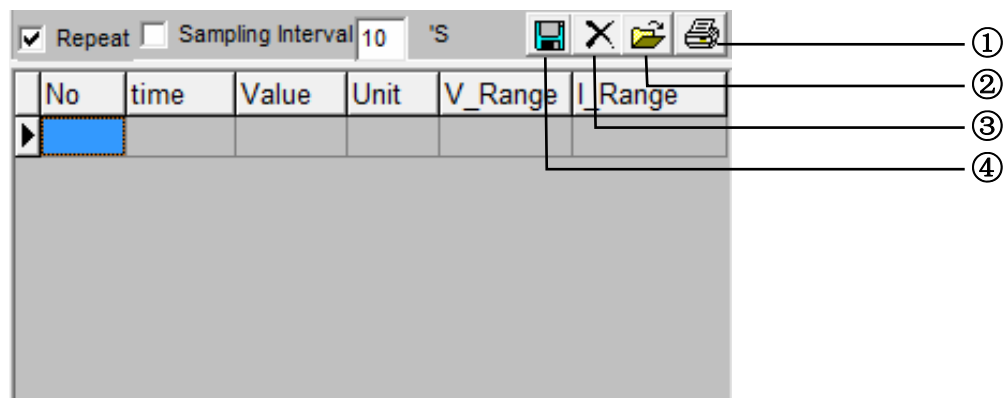 Repeat Sampling Interval 10 'S
①
No time Value Unit V_Range I_Range
②
③
④